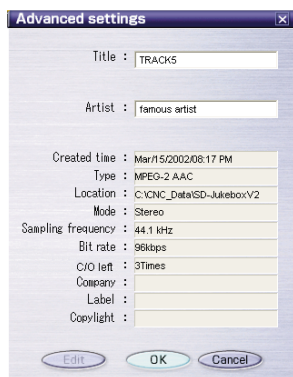 Advanced settings
Title : TRACK5
Artist : famous artist
Created time : Mar/15/2002/08:17 PM
Type : MPEG-2 AAC
Location : C:\CNC_Data\SD-JukeboxV2
Mode : Stereo
Sampling frequency : 44.1 kHz
Bit rate : 96kbps
C/O left : 3Times
Company :
Label :
Copylight :
Edit OK Cancel